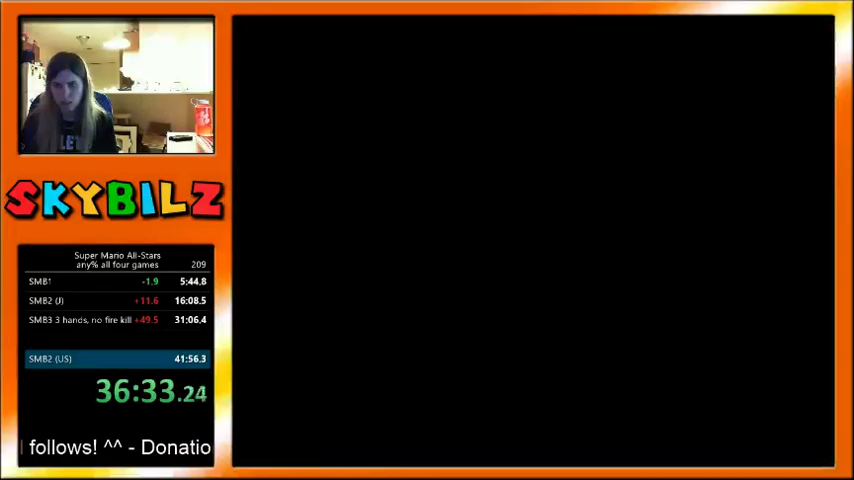 SKYBILZ
Super Mario All-Stars
any% all four games 209
SMB1 -1.9 5:44.8
SMB2 (J) +11.6 16:08.5
SMB3 3 hands, no fire kill +49.5 31:06.4
SMB2 (US) 41:56.3
36:33.24
follows! ^^ - Donatio